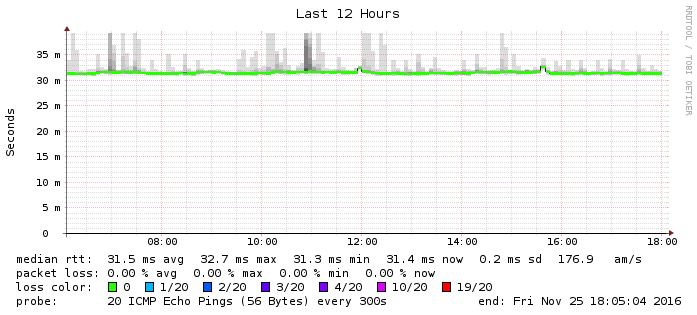 Last 12 Hours
RRDTOOL / TOBI OETIKER
Seconds
35 m
30 m
25 m
20 m
15 m
10 m
5 m
0
08:00 10:00 12:00 14:00 16:00 18:00
median rtt: 31.5 ms avg 32.7 ms max 31.3 ms min 31.4 ms now 0.2 ms sd 176.9 am/s
packet loss: 0.00 % avg 0.00 % max 0.00 % min 0.00 % now
loss color: 0 1/20 2/20 3/20 4/20 10/20 19/20
probe: 20 ICMP Echo Pings (56 Bytes) every 300s end: Fri Nov 25 18:05:04 2016